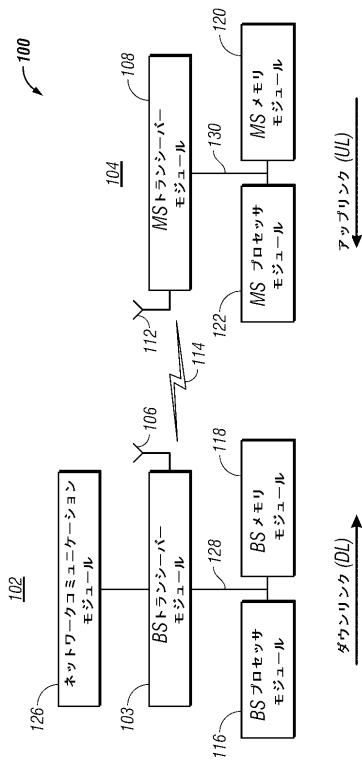 100
102
ネットワークコミュニケーション
モジュール
126
BSトランシーバー
モジュール
103
106
128
BSプロセッサ
モジュール
116
BSメモリ
モジュール
118
ダウンリンク (DL)
114
104
112
MSトランシーバー
モジュール
108
130
MS プロセッサ
モジュール
122
MSメモリ
モジュール
120
アップリンク (UL)